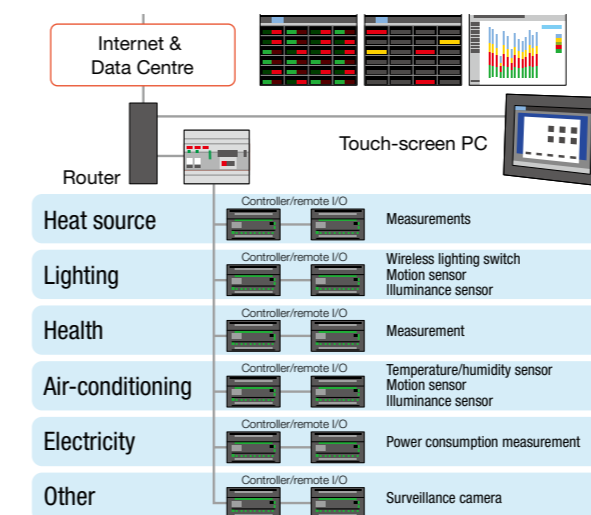 Internet &
Data Centre
Touch-screen PC
Router
Heat source
Controller/remote I/O
Measurements
Lighting
Controller/remote I/O
Wireless lighting switch
Motion sensor
Illuminance sensor
Health
Controller/remote I/O
Measurement
Air-conditioning
Controller/remote I/O
Temperature/humidity sensor
Motion sensor
Illuminance sensor
Electricity
Controller/remote I/O
Power consumption measurement
Other
Controller/remote I/O
Surveillance camera